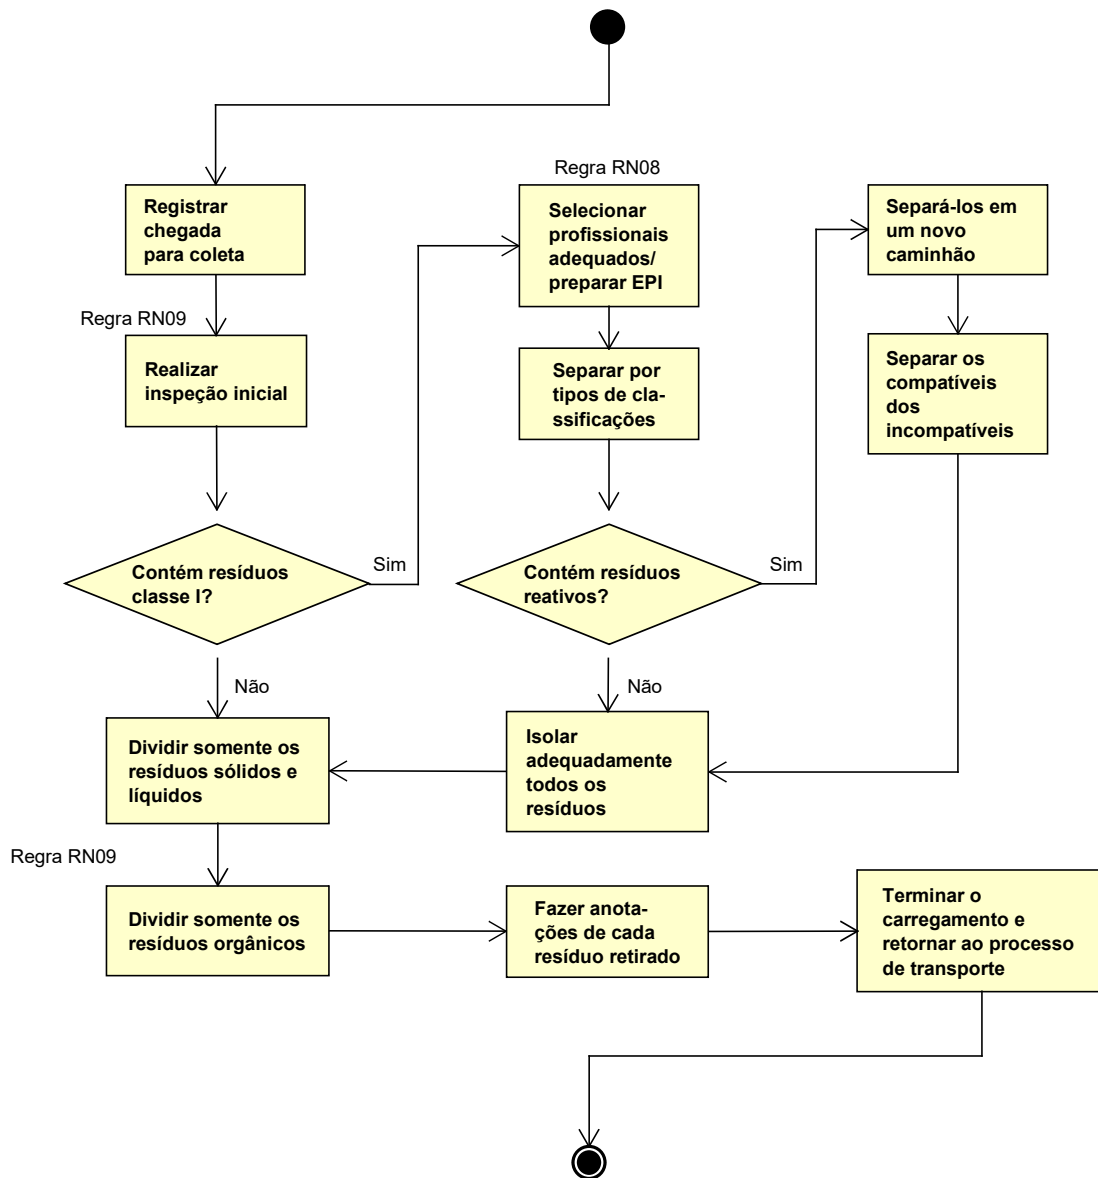 Regra RN08
Registrar
chegada
para coleta
Selecionar
profissionais
adequados/
preparar EPI
Separá-los em
um novo
caminhão
Regra RN09
Realizar
inspeção inicial
Separar por
tipos de cla-
ssificações
Separar os
compatíveis
dos
incompatíveis
Contém resíduos
classe I?
Sim
Contém resíduos
reativos?
Sim
Não
Não
Dividir somente os
resíduos sólidos e
líquidos
Isolar
adequadamente
todos os
resíduos
Regra RN09
Dividir somente os
resíduos orgânicos
Fazer anota-
ções de cada
resíduo retirado
Terminar o
carregamento e
retornar ao processo
de transporte